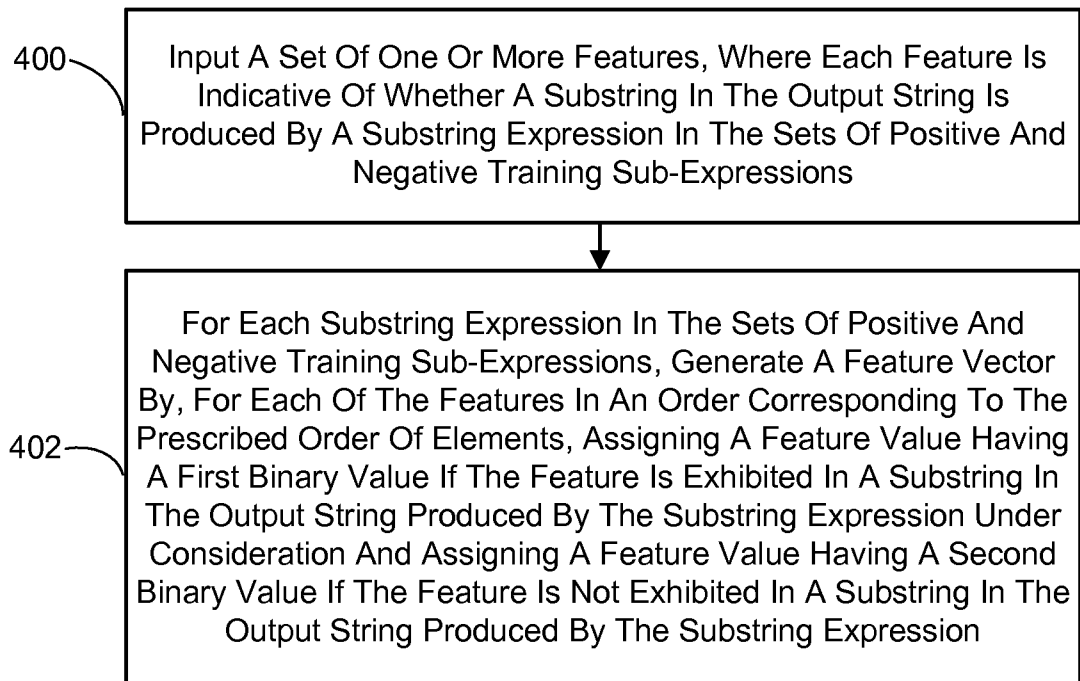 400
Input A Set Of One Or More Features, Where Each Feature Is
Indicative Of Whether A Substring In The Output String Is
Produced By A Substring Expression In The Sets Of Positive And
Negative Training Sub-Expressions
402
For Each Substring Expression In The Sets Of Positive And
Negative Training Sub-Expressions, Generate A Feature Vector
By, For Each Of The Features In An Order Corresponding To The
Prescribed Order Of Elements, Assigning A Feature Value Having
A First Binary Value If The Feature Is Exhibited In A Substring In
The Output String Produced By The Substring Expression Under
Consideration And Assigning A Feature Value Having A Second
Binary Value If The Feature Is Not Exhibited In A Substring In The
Output String Produced By The Substring Expression